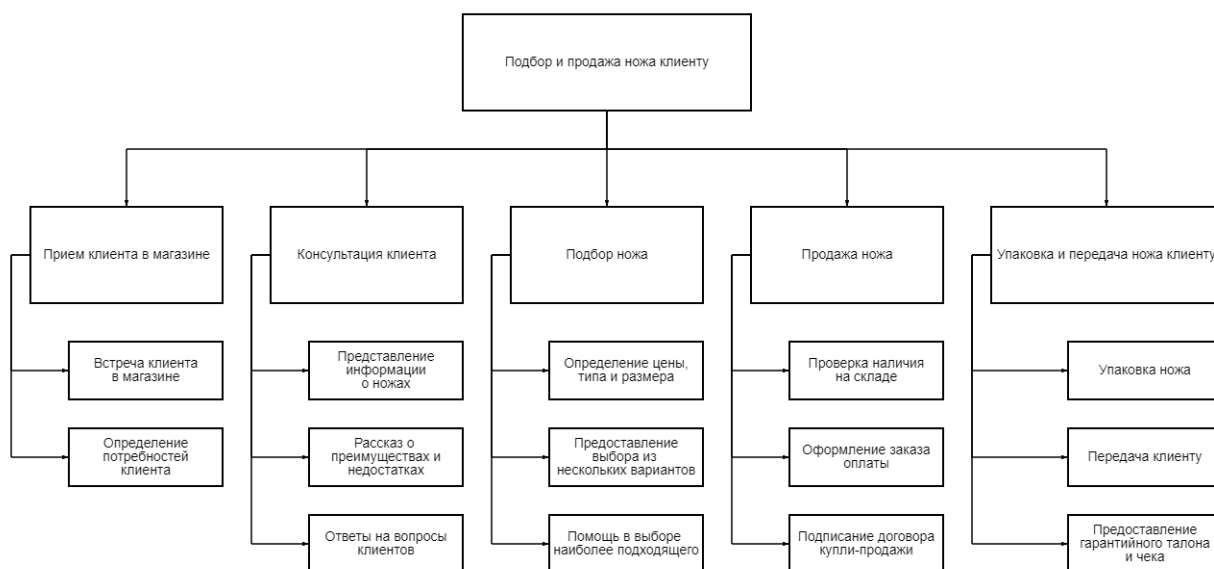 Подбор и продажа ножа клиенту
Прием клиента в магазине
Консультация клиента
Подбор ножа
Продажа ножа
Упаковка и передача ножа клиенту
Встреча клиента
в магазине
Представление
информации
о ножах
Определение цены,
типа и размера
Проверка наличия
на складе
Упаковка ножа
Определение
потребностей
клиента
Рассказ о
преимуществах и
недостатках
Предоставление
выбора из
нескольких вариантов
Оформление заказа
оплаты
Передача клиенту
Ответы на вопросы
клиентов
Помощь в выборе
наиболее подходящего
Подписание договора
купли-продажи
Предоставление
гарантийного талона
и чека